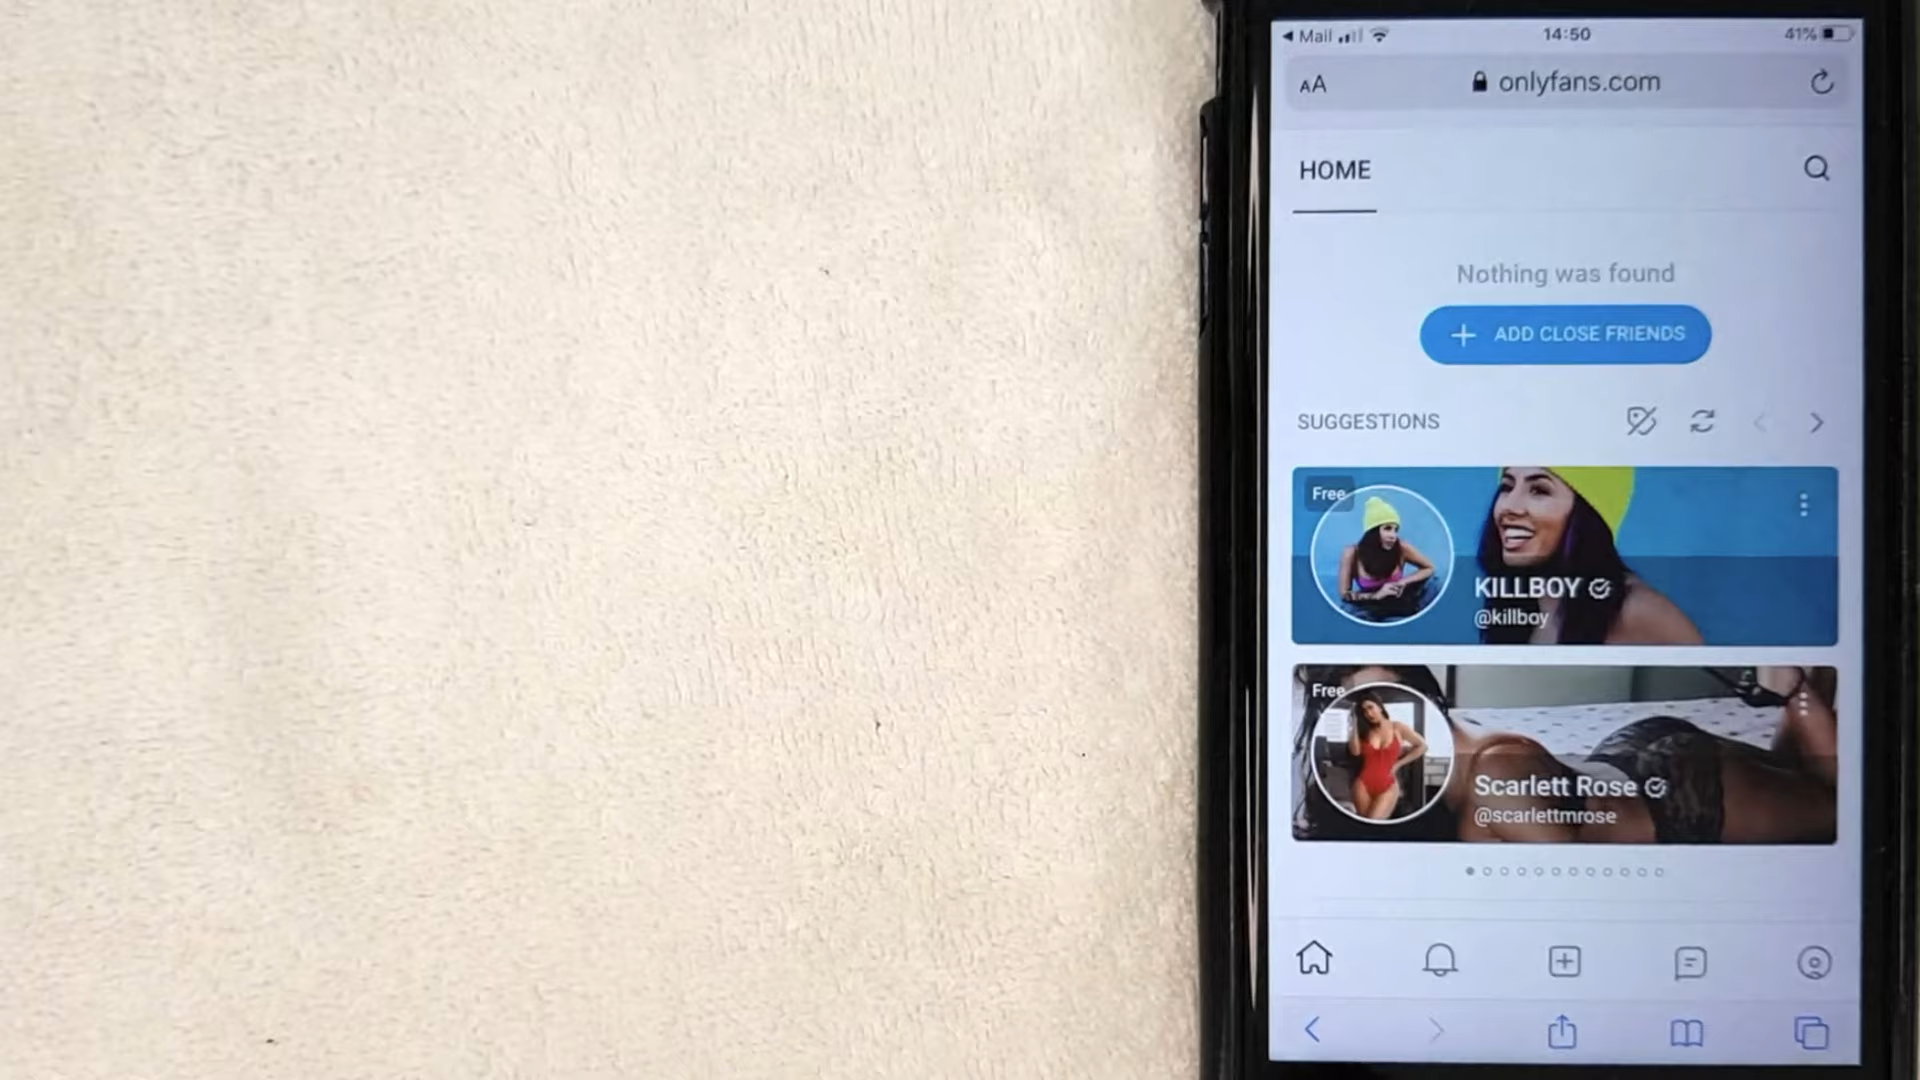 Mail
14:50
41%
AA
onlyfans.com
HOME
Nothing was found
ADD CLOSE FRIENDS
SUGGESTIONS
Free
KILLBOY
@killboy
Free
Scarlett Rose
@scarlettmrose